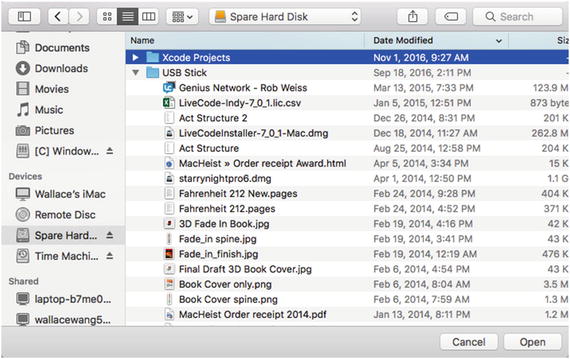 Spare Hard Disk
Search
Documents
Downloads
Movies
Music
Pictures
[C] Window...
Devices
Wallace's iMac
Remote Disc
Spare Hard...
Time Machi...
Shared
laptop-b7me0...
wallacewang5...
Name Date Modified Siz
Xcode Projects Nov 1, 2016, 9:27 AM
USB Stick Sep 18, 2016, 2:11 PM
Genius Network - Rob Weiss Mar 13, 2015, 7:33 PM 123.9 M
LiveCode-Indy-7_0_1.lic.csv Jan 5, 2015, 12:51 PM 873 byte
Act Structure 2 Dec 26, 2014, 8:31 PM 201 K
LiveCodeInstaller-7_0_1-Mac.dmg Dec 18, 2014, 11:27 AM 262.8 M
Act Structure Aug 25, 2014, 12:58 PM 204 K
MacHeist » Order receipt Award.html Apr 5, 2014, 3:34 PM 15 K
starrynightpro6.dmg Apr 1, 2014, 12:50 PM 1.1 G
Fahrenheit 212 New.pages Feb 24, 2014, 9:28 PM 404 K
Fahrenheit 212.pages Feb 24, 2014, 4:52 PM 371 K
3D Fade In Book.jpg Feb 19, 2014, 4:16 PM 42 K
Fade_in spine.jpg Feb 19, 2014, 3:41 PM 43 K
Fade_in_finish.jpg Feb 19, 2014, 12:19 AM 476 K
Final Draft 3D Book Cover.jpg Feb 6, 2014, 4:54 PM 43 K
Book Cover only.png Feb 6, 2014, 8:04 AM 3.5 M
Book Cover spine.png Feb 6, 2014, 7:59 AM 1.3 M
MacHeist Order receipt 2014.pdf Jan 13, 2014, 8:11 PM 1.2 M
Cancel Open